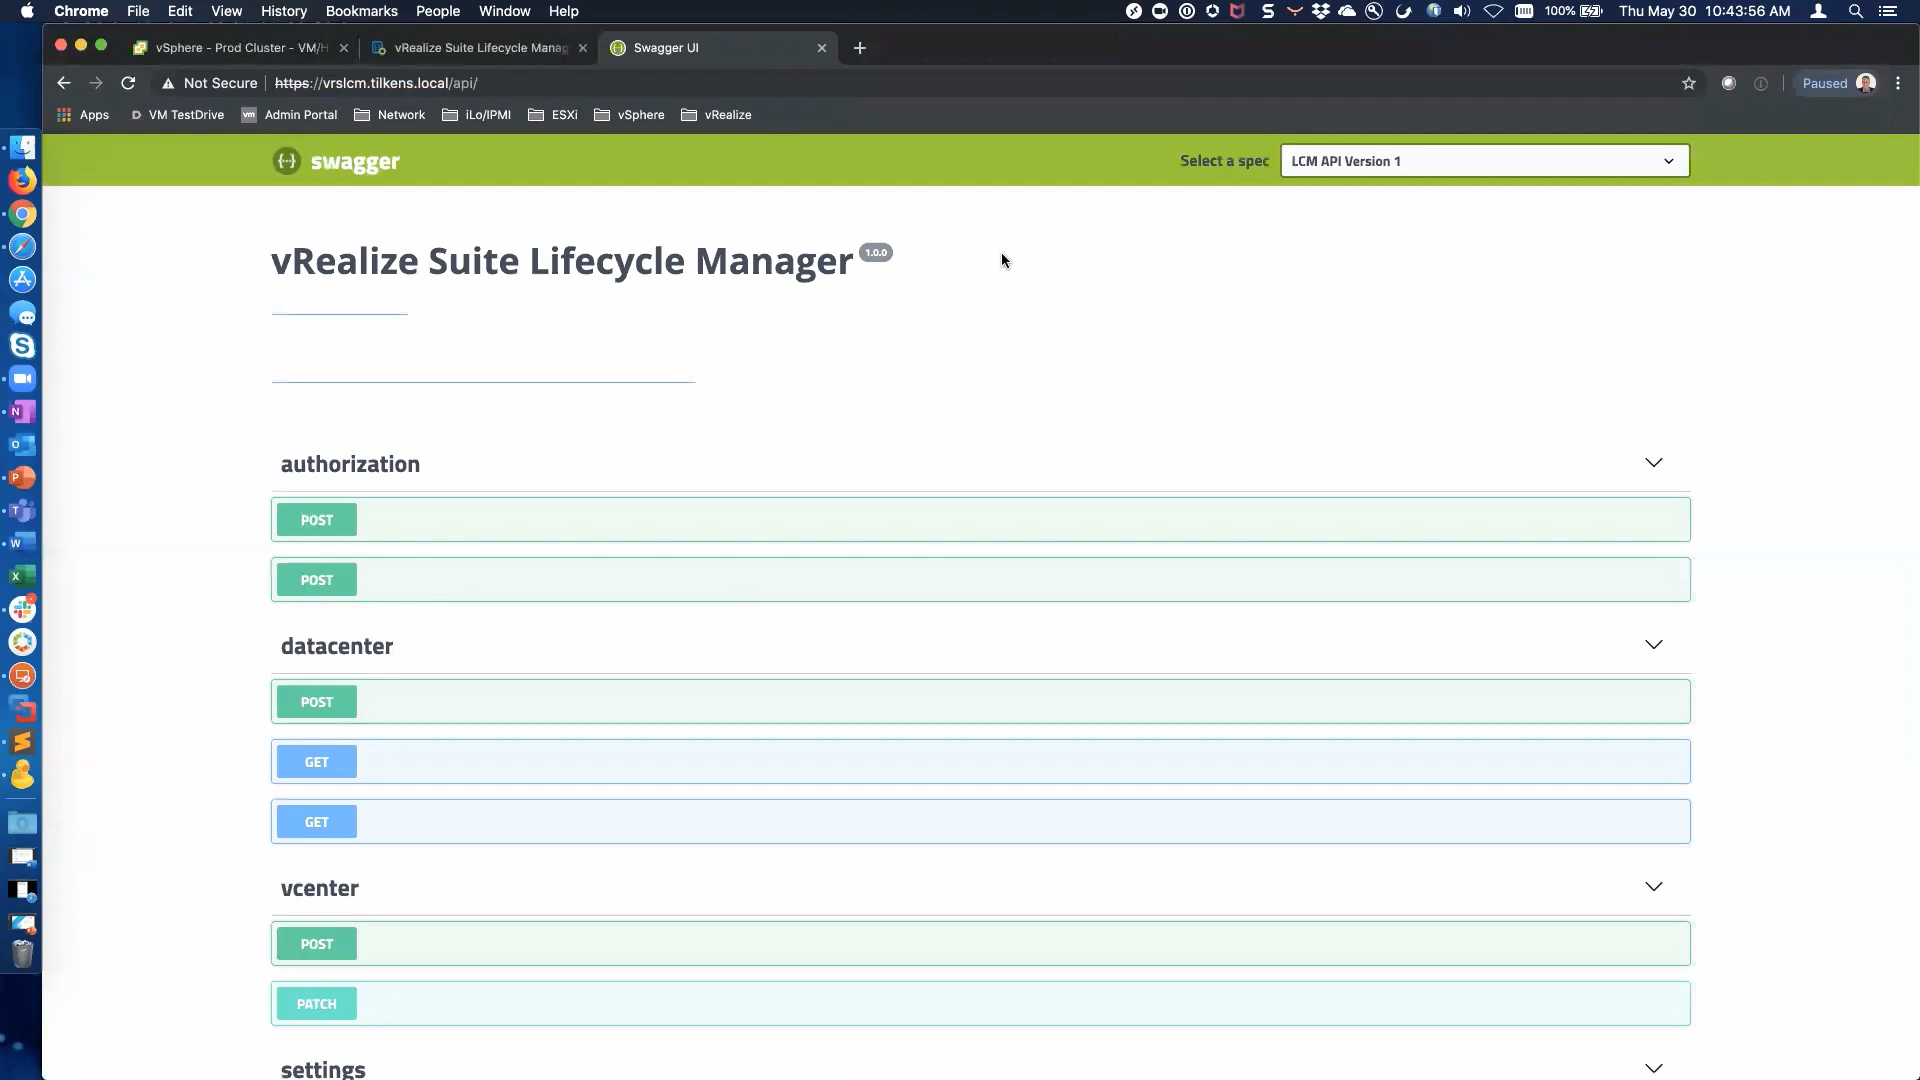 Chrome File Edit View History Bookmarks People Window Help 100% Thu May 30 10:43:56 AM
vSphere - Prod Cluster - VM/H
vRealize Suite Lifecycle Manag
Swagger UI
Not Secure https://vrslcm.tilkens.local/api/ Paused
Apps VM TestDrive vm Admin Portal Network iLo/IPMI ESXi vSphere vRealize
swagger Select a spec LCM API Version 1
vRealize Suite Lifecycle Manager 1.0.0
authorization
POST
POST
datacenter
POST
GET
GET
vcenter
POST
PATCH
settings